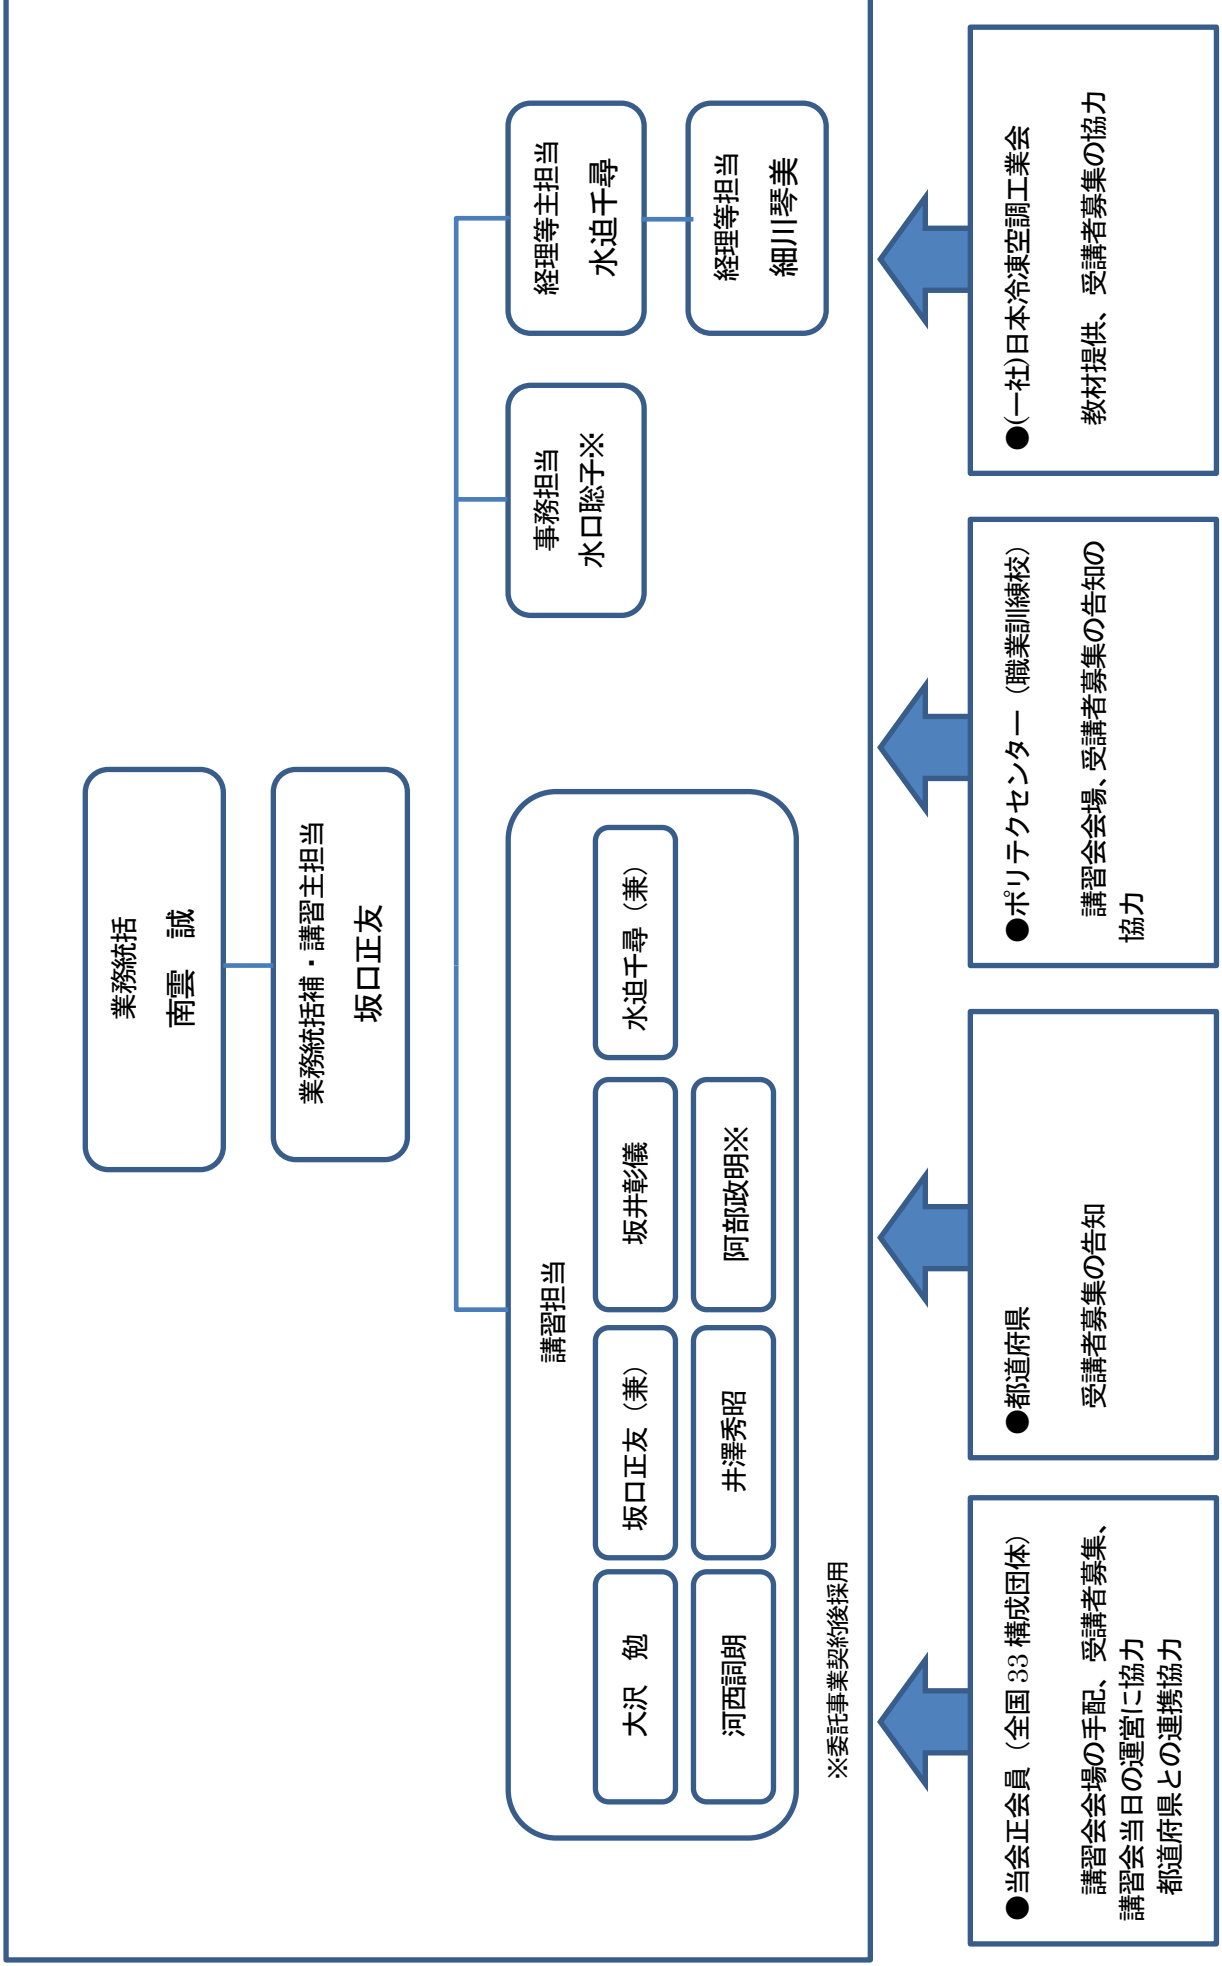 業務統括
南雲　誠
業務統括補・講習主担当
坂口正友
講習担当
大沢　勉
坂口正友（兼）
坂井彰儀
水迫千尋（兼）
河西詞朗
井澤秀昭
阿部政明※
事務担当
水口聡子※
経理等主担当
水迫千尋
経理等担当
細川琴美
※委託事業契約後採用
●当会正会員（全国 33 構成団体）
講習会会場の手配、受講者募集、
講習会当日の運営に協力
都道府県との連携協力
●都道府県
受講者募集の告知
●ポリテクセンター（職業訓練校）
講習会会場、受講者募集の告知の
協力
●(一社)日本冷凍空調工業会
教材提供、受講者募集の協力